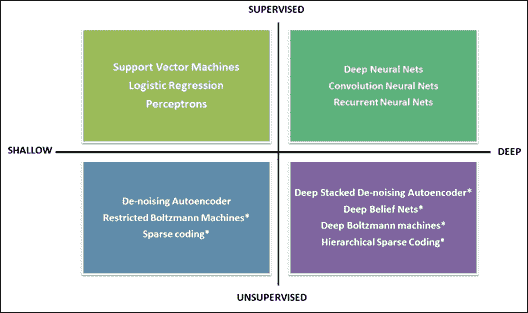 SUPERVISED
Support Vector Machines
Logistic Regression
Perceptrons
Deep Neural Nets
Convolution Neural Nets
Recurrent Neural Nets
SHALLOW
DEEP
De-noising Autoencoder
Restricted Boltzmann Machines*
Sparse coding*
Deep Stacked De-noising Autoencoder*
Deep Belief Nets*
Deep Boltzmann machines*
Hierarchical Sparse Coding*
UNSUPERVISED